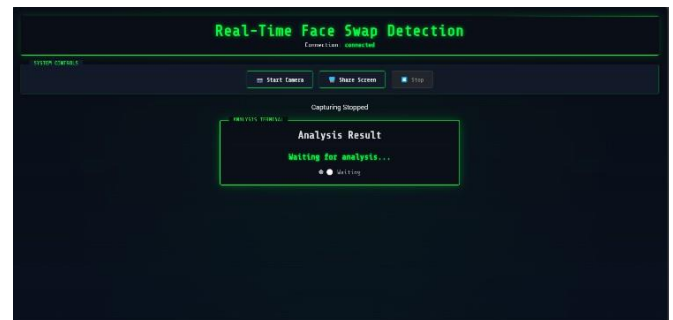 Real-Time Face Swap Detection
Connection: connected
SYSTEM CONTROLS
Start Camera Share Screen Stop
Capturing Stopped
ANALYSIS TERMINAL
Analysis Result
Waiting for analysis...
Waiting